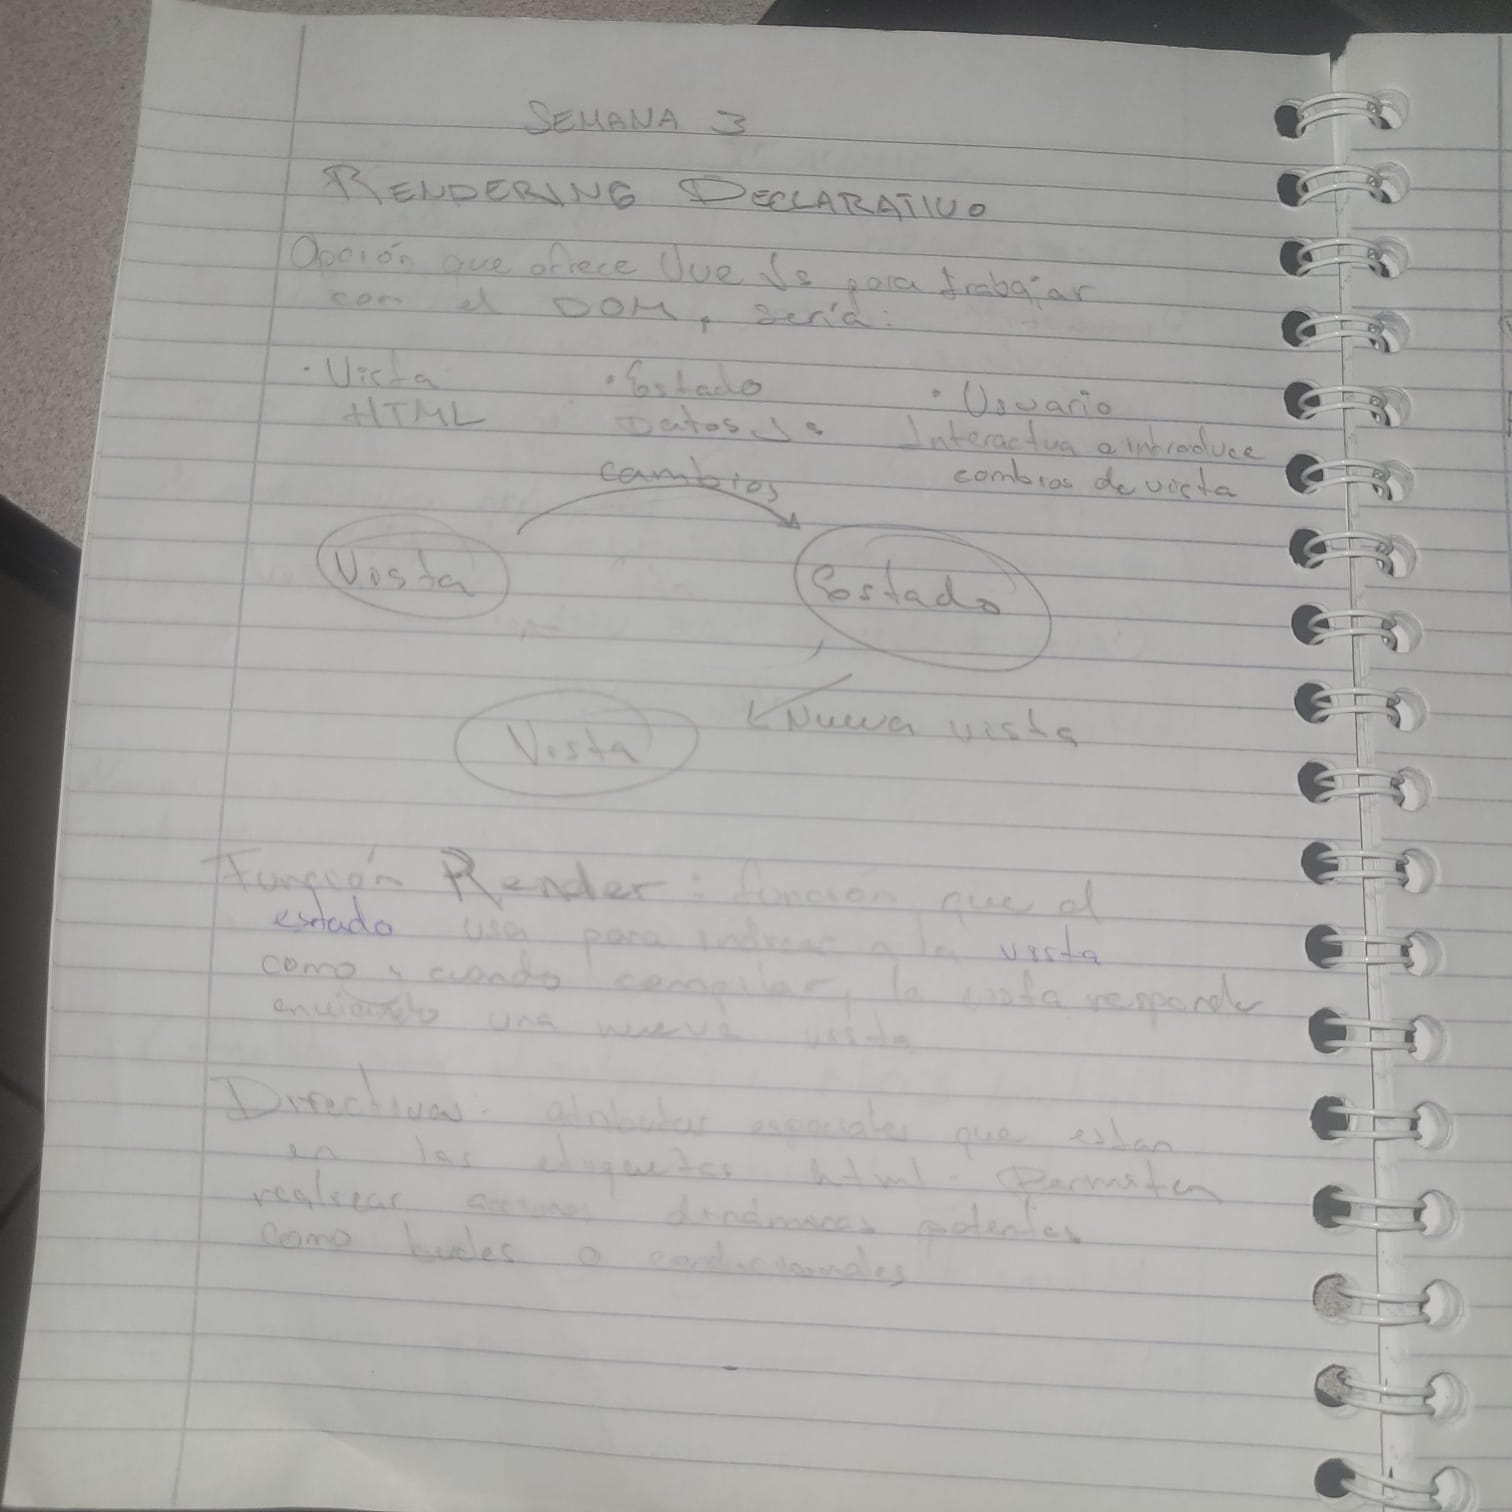 SEMANA 3
RENDERING DECLARATIVO
Opción que ofrece Vue Js para trabajar
con el DOM, sería:
· Vista · Estado · Usuario
HTML Datos Js Interactua e introduce
cambios de vista
cambios
Vista Estado
Nueva vista
Vista
Función Render: función que el
estado usa para indicar a la vista
como y cuando compilar, la vista responde
enviando una nueva vista
Directivas: atributos especiales que estan
en las etiquetas html. Permiten
realizar acciones dinámicas potentes
como bucles o condicionales